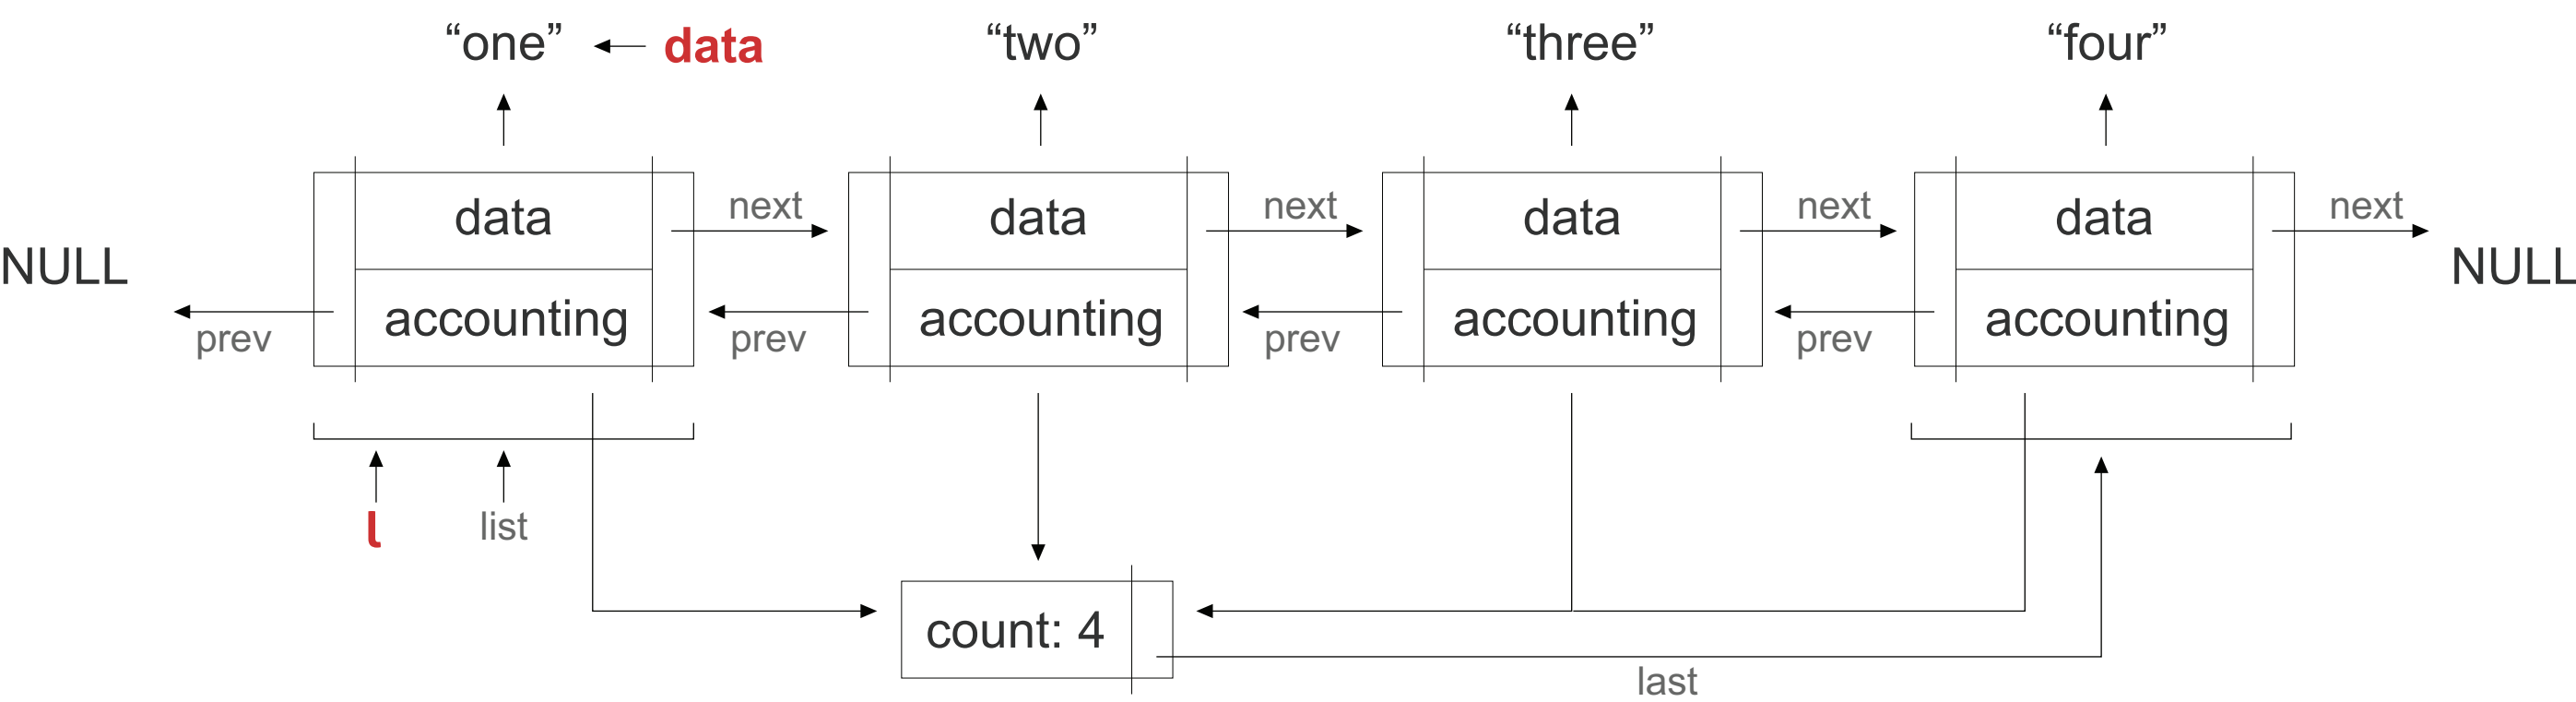 “one” data “two” “three” “four”
data next data next data next data next
NULL NULL
prev accounting prev accounting prev accounting prev accounting
l list
count: 4
last